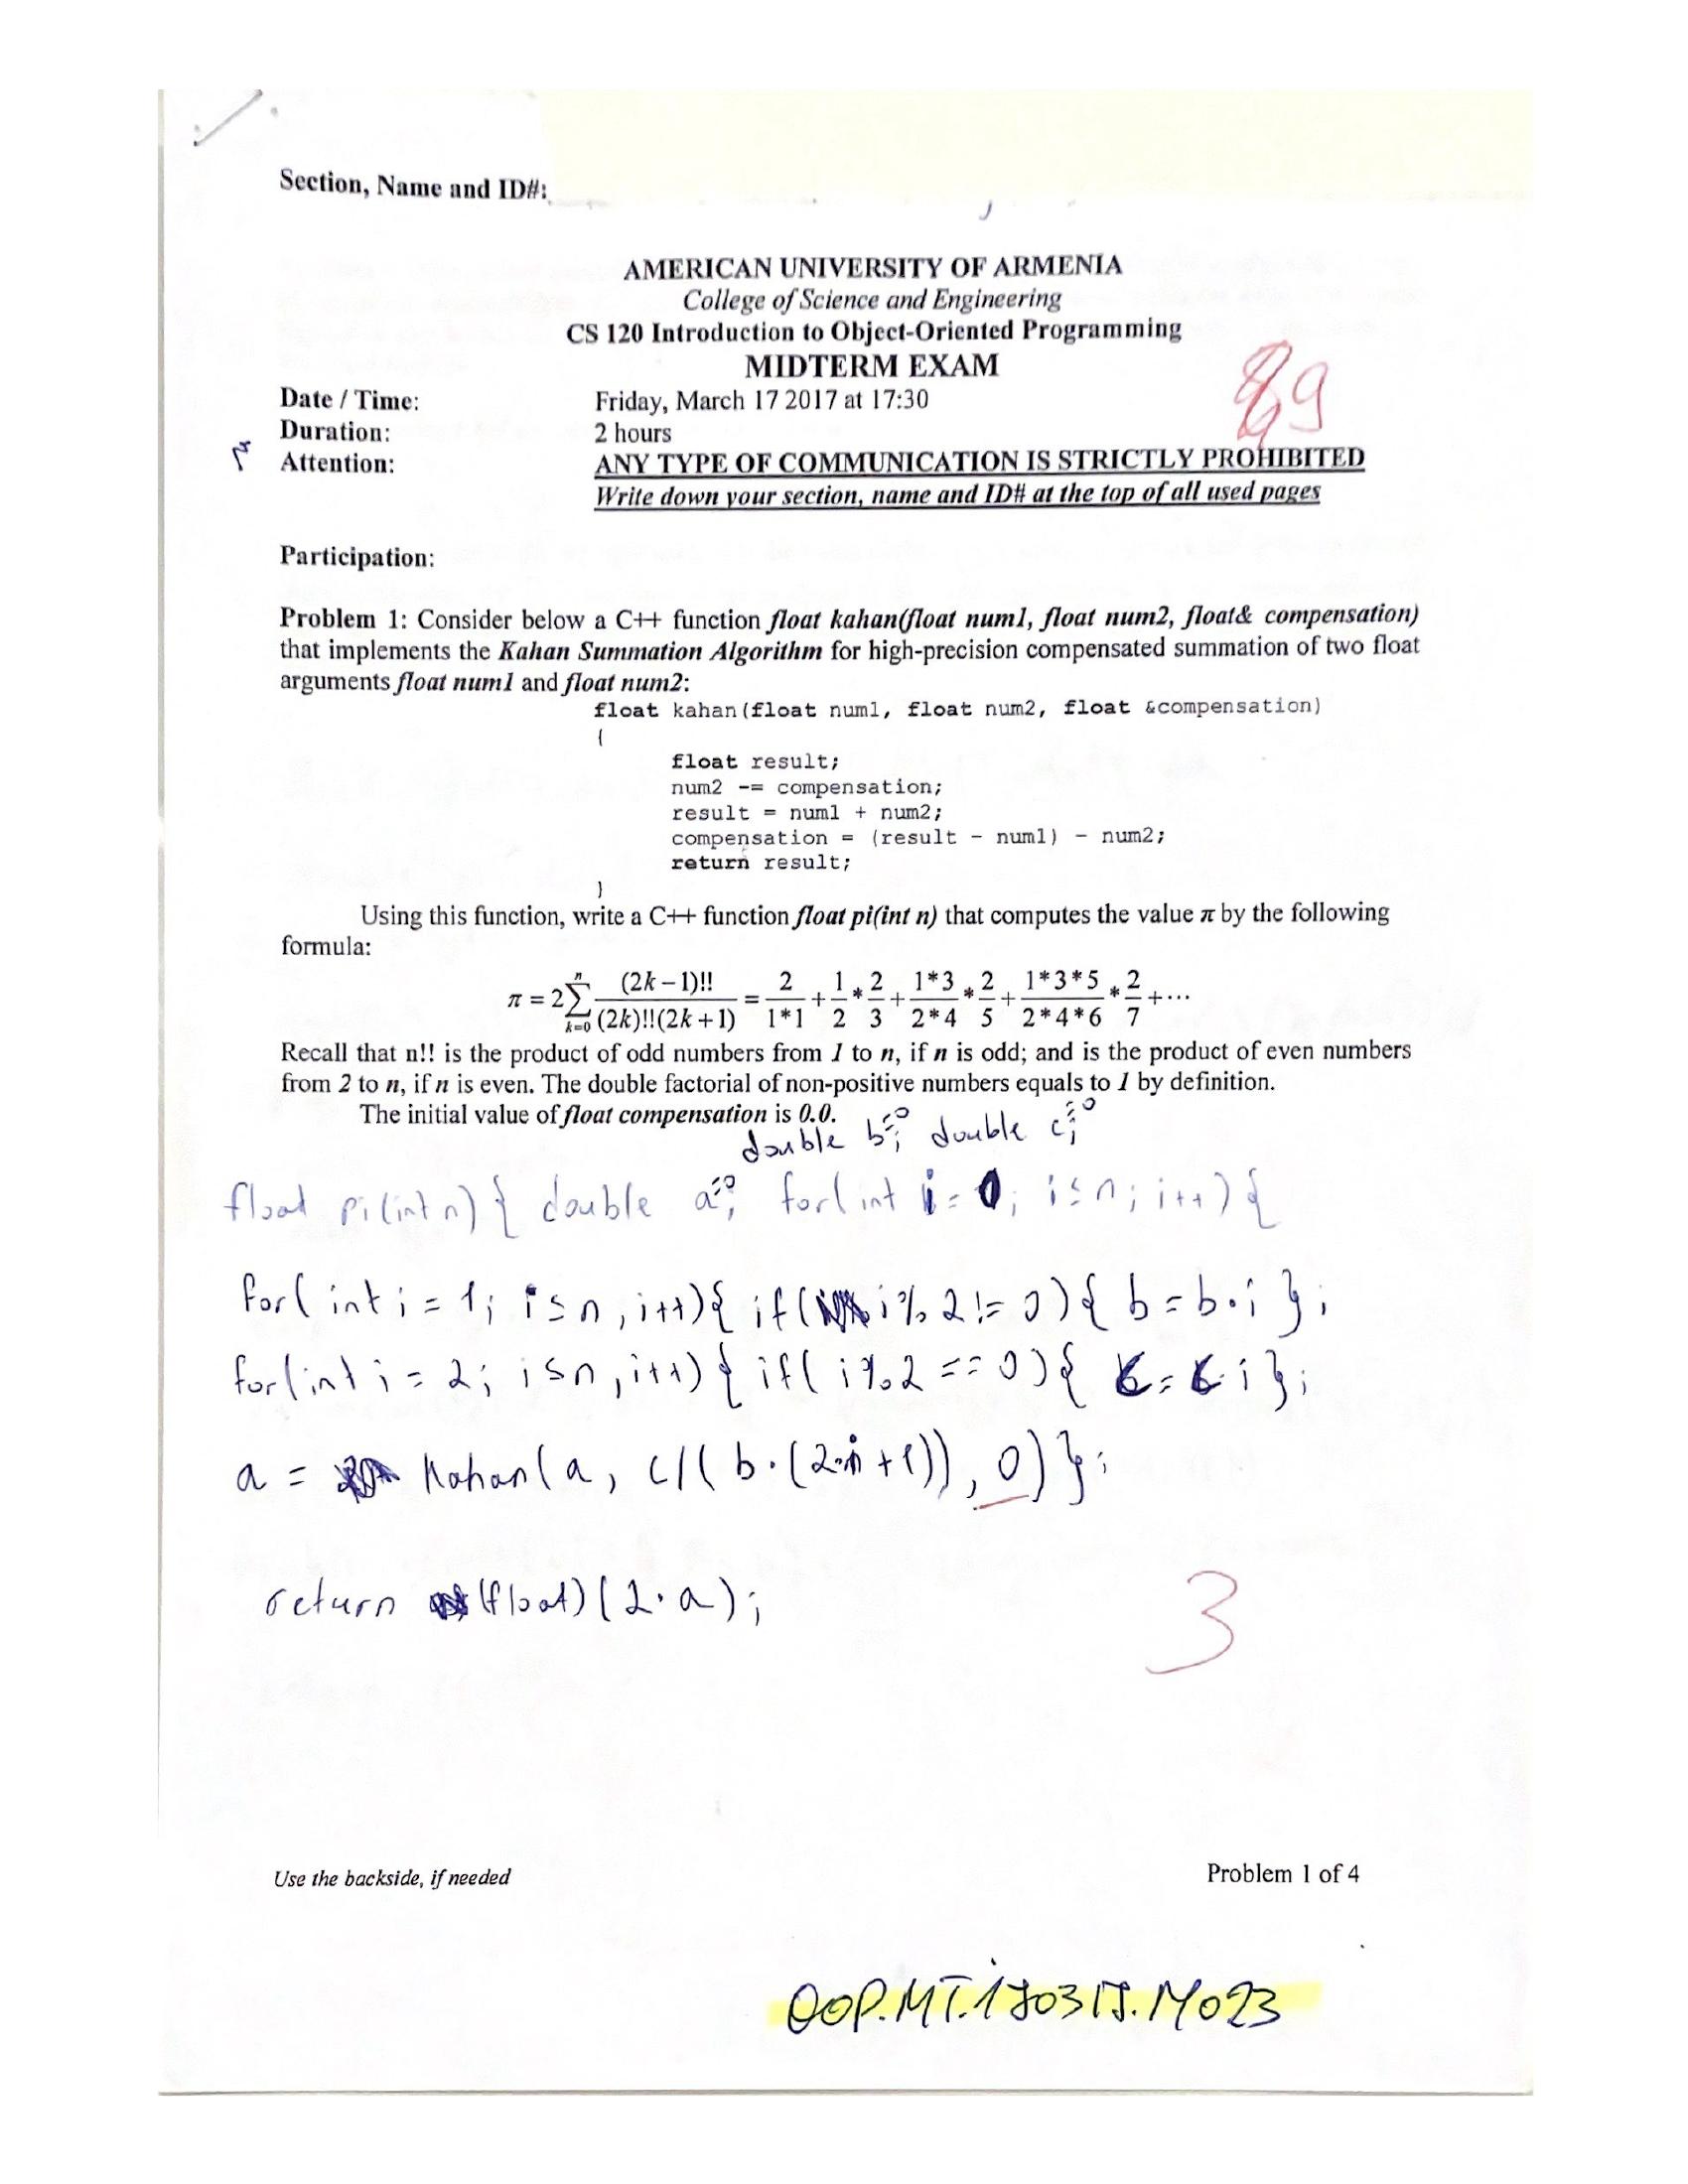 Section, Name and ID#:
AMERICAN UNIVERSITY OF ARMENIA
College of Science and Engineering
CS 120 Introduction to Object-Oriented Programming
MIDTERM EXAM
Date / Time: Friday, March 17 2017 at 17:30
Duration: 2 hours
Attention: ANY TYPE OF COMMUNICATION IS STRICTLY PROHIBITED
Write down your section, name and ID# at the top of all used pages
Participation:
Problem 1: Consider below a C++ function float kahan(float num1, float num2, float& compensation)
that implements the Kahan Summation Algorithm for high-precision compensated summation of two float
arguments float num1 and float num2:
float kahan(float num1, float num2, float &compensation)
{
float result;
num2 -= compensation;
result = num1 + num2;
compensation = (result - num1) - num2;
return result;
}
Using this function, write a C++ function float pi(int n) that computes the value π by the following
formula:
π = 2 ∑_{k=0}^{n} (2k-1)!! / ((2k)!!(2k+1)) = 2/(1*1) + 1/2 * 2/3 + (1*3)/(2*4) * 2/5 + (1*3*5)/(2*4*6) * 2/7 + ⋯
Recall that n!! is the product of odd numbers from 1 to n, if n is odd; and is the product of even numbers
from 2 to n, if n is even. The double factorial of non-positive numbers equals to 1 by definition.
The initial value of float compensation is 0.0.
double b=0; double c=0;
float pi(int n) { double a=0; for(int i = 0; i ≤ n; i++) {
for( int i = 1; i ≤ n, i++) { if( i % 2 != 0) { b = b·i };
for(int i = 2; i ≤ n, i++) { if( i % 2 == 0) { c = c·i };
a = Kahan(a, c/( b·(2·i + 1)), 0) };
return (float)(2·a);
3
Use the backside, if needed
Problem 1 of 4
OOP.MT.170317.M023